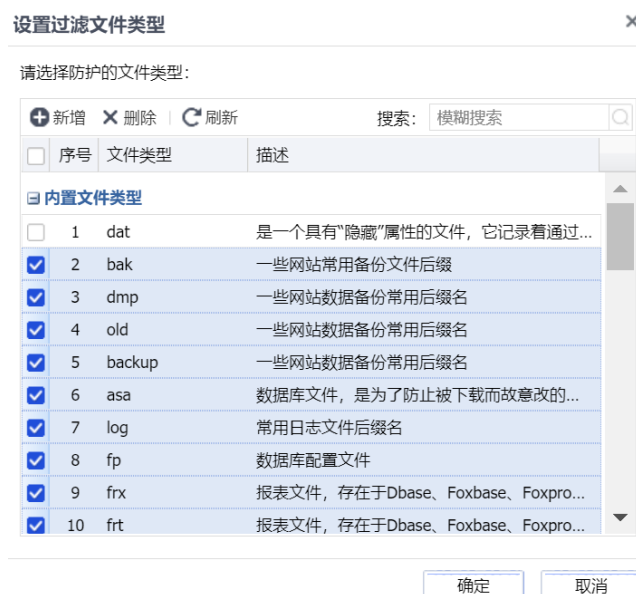 设置过滤文件类型
请选择防护的文件类型：
新增 删除 刷新 搜索： 模糊搜索
序号 文件类型 描述
内置文件类型
1 dat 是一个具有“隐藏”属性的文件，它记录着通过...
2 bak 一些网站常用备份文件后缀
3 dmp 一些网站数据备份常用后缀名
4 old 一些网站数据备份常用后缀名
5 backup 一些网站数据备份常用后缀名
6 asa 数据库文件，是为了防止被下载而故意改的...
7 log 常用日志文件后缀名
8 fp 数据库配置文件
9 frx 报表文件，存在于Dbase、Foxbase、Foxpro...
10 frt 报表文件，存在于Dbase、Foxbase、Foxpro...
确定 取消